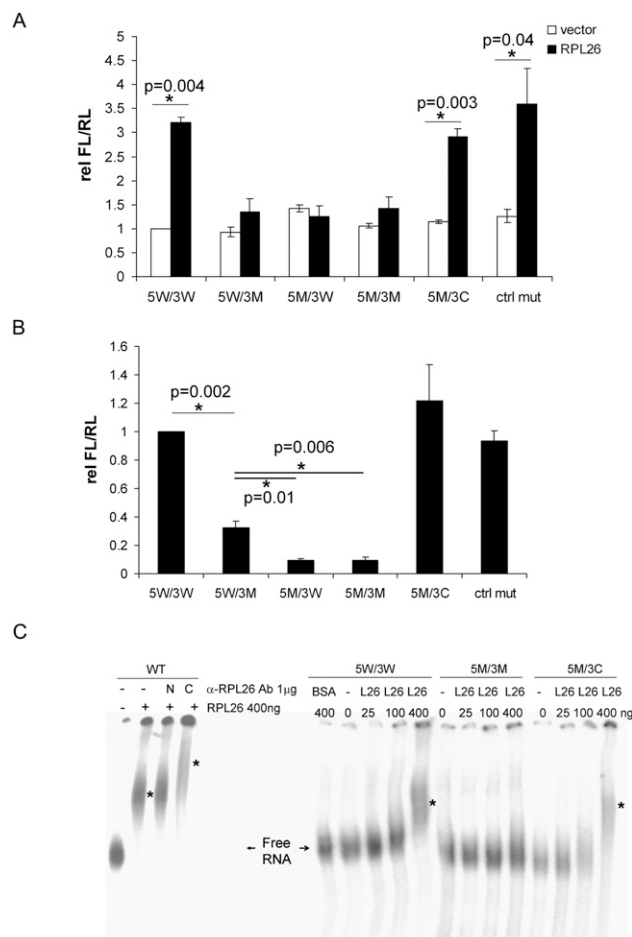 A
vector
RPL26
p=0.004
*
p=0.003
*
p=0.04
*
rel FL/RL
5
4.5
4
3.5
3
2.5
2
1.5
1
0.5
0
5W/3W 5W/3M 5M/3W 5M/3M 5M/3C ctrl mut
B
rel FL/RL
1.6
1.4
1.2
1
0.8
0.6
0.4
0.2
0
p=0.002
*
p=0.006
*
*
p=0.01
5W/3W 5W/3M 5M/3W 5M/3M 5M/3C ctrl mut
C
WT 5W/3W 5M/3M 5M/3C
- - N C α-RPL26 Ab 1µg BSA - L26 L26 L26 - L26 L26 L26 - L26 L26 L26
- + + + RPL26 400ng 400 0 25 100 400 0 25 100 400 0 25 100 400 ng
*
*
*
*
← Free →
RNA